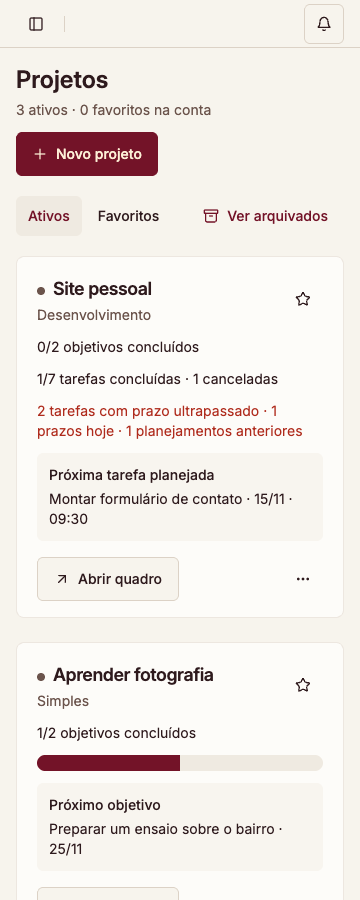 Projetos
3 ativos · 0 favoritos na conta
Novo projeto
Ativos
Favoritos
Ver arquivados
Site pessoal
Desenvolvimento
0/2 objetivos concluídos
1/7 tarefas concluídas · 1 canceladas
2 tarefas com prazo ultrapassado · 1
prazos hoje · 1 planejamentos anteriores
Próxima tarefa planejada
Montar formulário de contato · 15/11 ·
09:30
Abrir quadro
Aprender fotografia
Simples
1/2 objetivos concluídos
Próximo objetivo
Preparar um ensaio sobre o bairro ·
25/11